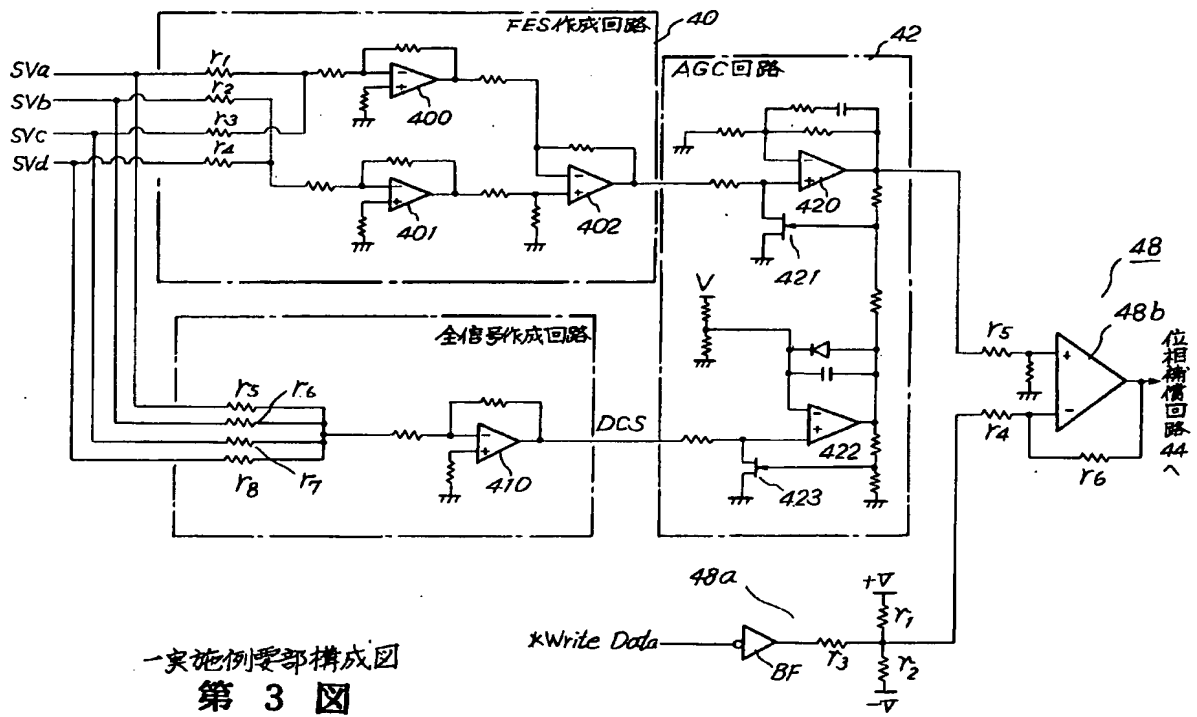 FES作成回路
40
SVa
SVb
SVc
SVd
r1
r2
r3
r4
400
401
402
AGC回路
42
420
421
V
422
423
全信号作成回路
r5
r6
r7
r8
410
DCS
48
48b
r5
r4
r6
位相補償回路44へ
48a
*Write Data
BF
r3
+V
r1
r2
-V
一実施例要部構成図
第 3 図